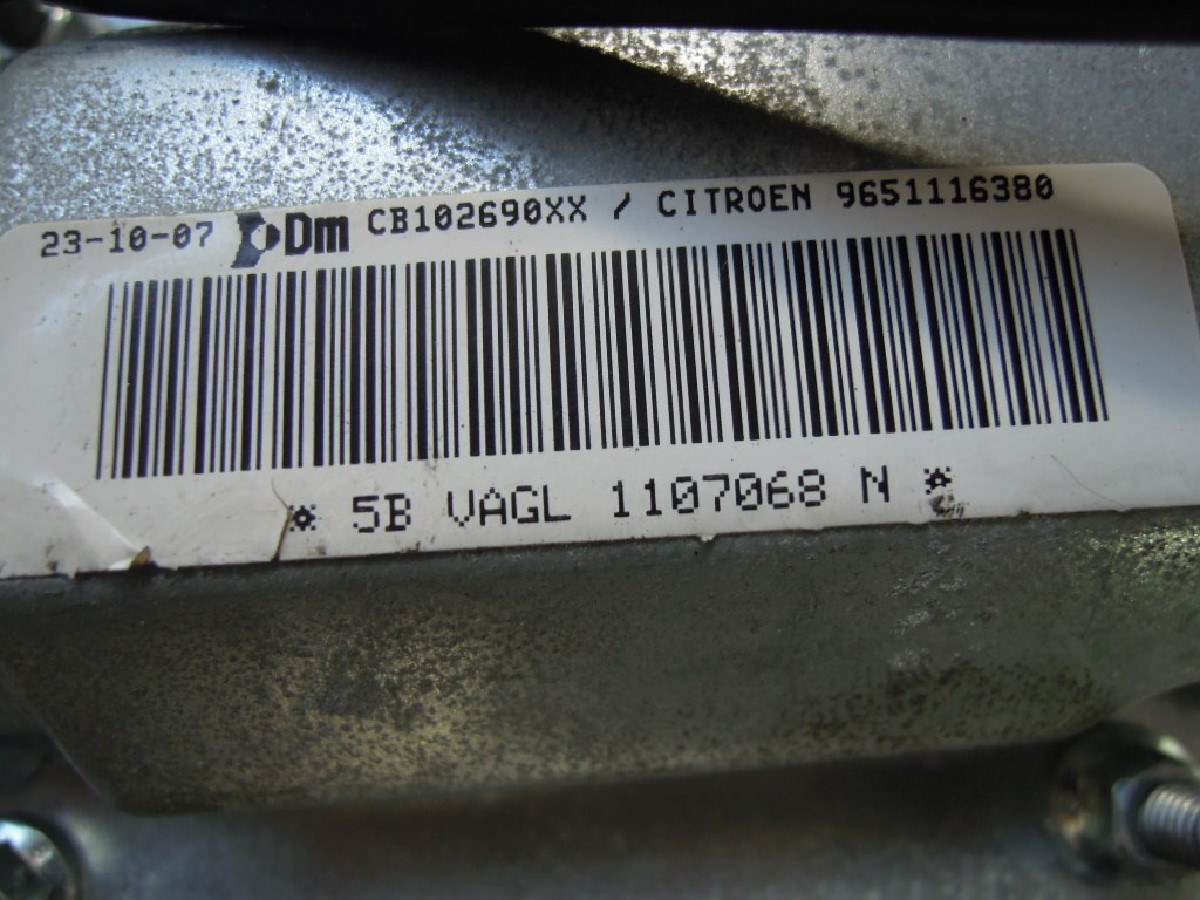 23-10-07 Dm CB102690XX / CITROEN 9651116380
* 5B VAGL 1107068 N *